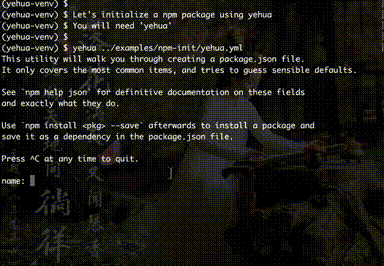 (yehua-venv) $
(yehua-venv) $ Let's initialize a npm package using yehua
(yehua-venv) $ You will need 'yehua'
(yehua-venv) $
(yehua-venv) $ yehua ../examples/npm-init/yehua.yml
This utility will walk you through creating a package.json file.
It only covers the most common items, and tries to guess sensible defaults.
See `npm help json` for definitive documentation on these fields
and exactly what they do.
Use `npm install <pkg> --save` afterwards to install a package and
save it as a dependency in the package.json file.
Press ^C at any time to quit.
name:
徜
徉